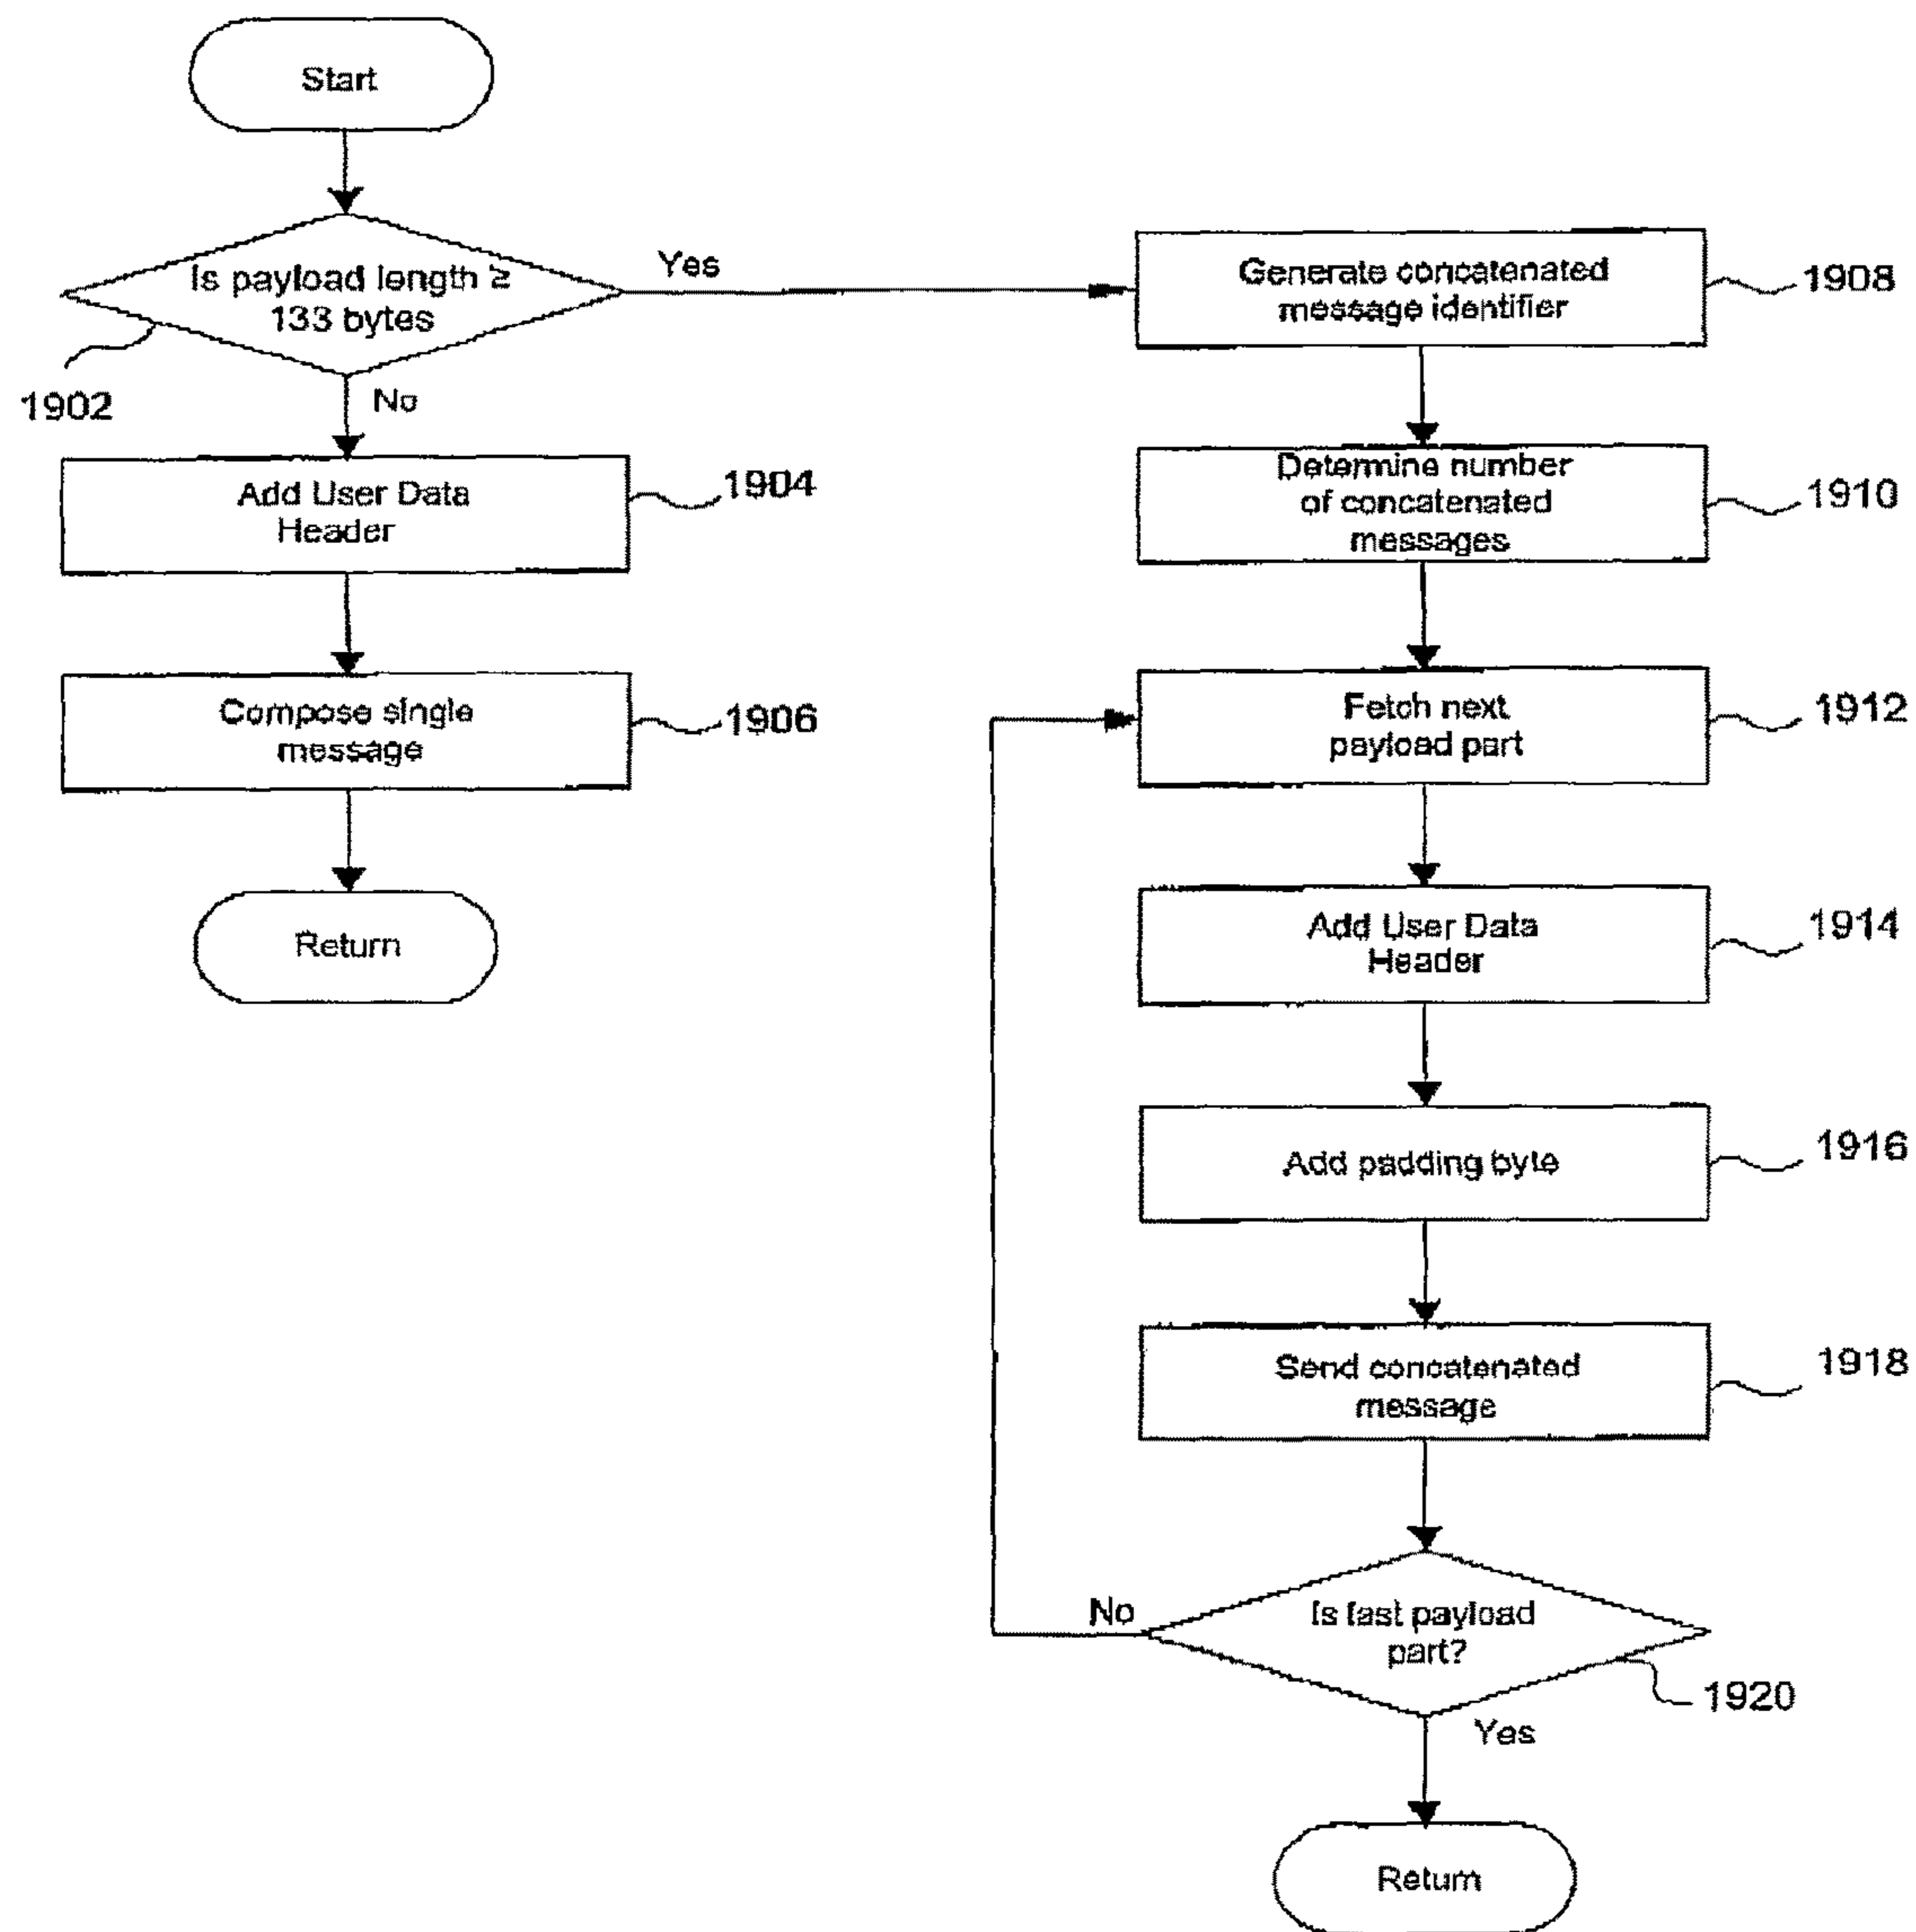 Start
Is payload length ≥
133 bytes
Yes
1902
No
Add User Data
Header
1904
Compose single
message
1906
Return
Generate concatenated
message identifier
1908
Determine number
of concatenated
messages
1910
Fetch next
payload part
1912
Add User Data
Header
1914
Add padding byte
1916
Send concatenated
message
1918
No
Is last payload
part?
1920
Yes
Return